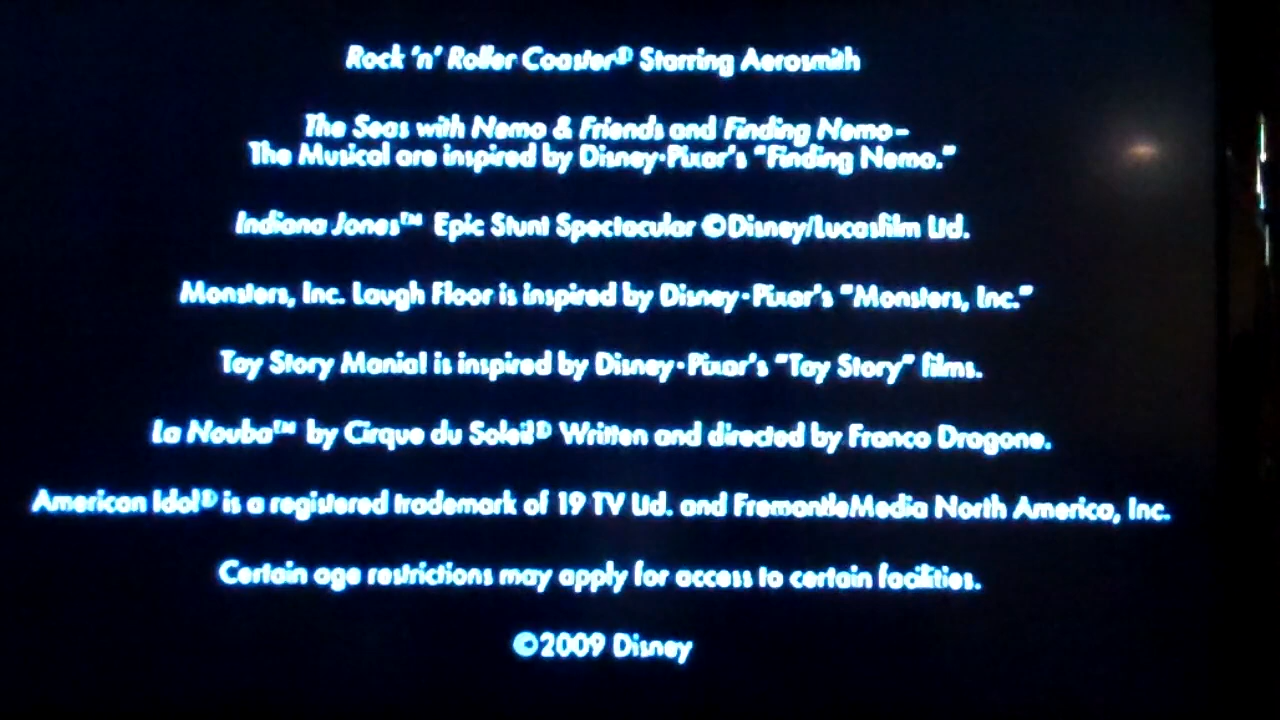 Rock 'n' Roller Coaster® Starring Aerosmith
The Seas with Nemo & Friends and Finding Nemo–
The Musical are inspired by Disney•Pixar's "Finding Nemo."
Indiana Jones™ Epic Stunt Spectacular ©Disney/Lucasfilm Ltd.
Monsters, Inc. Laugh Floor is inspired by Disney•Pixar's "Monsters, Inc."
Toy Story Mania! is inspired by Disney•Pixar's "Toy Story" films.
La Nouba™ by Cirque du Soleil® Written and directed by Franco Dragone.
American Idol® is a registered trademark of 19 TV Ltd. and FremantleMedia North America, Inc.
Certain age restrictions may apply for access to certain facilities.
©2009 Disney